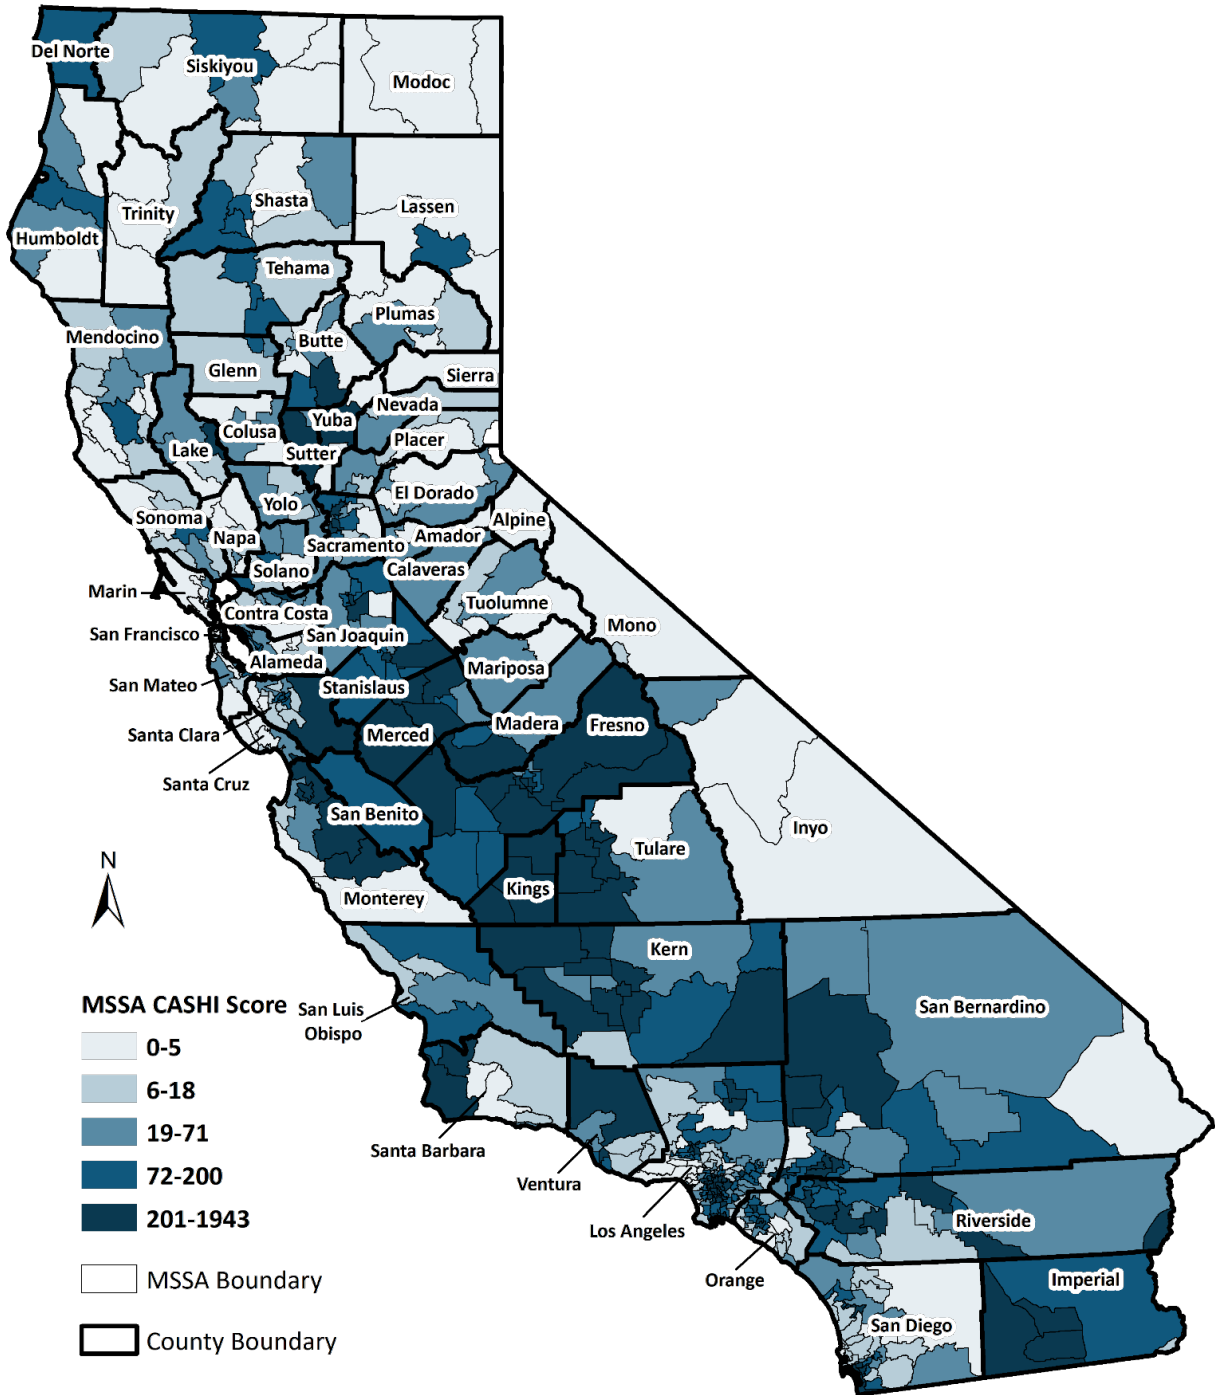 Del Norte
Siskiyou
Modoc
Trinity
Shasta
Lassen
Humboldt
Tehama
Plumas
Mendocino
Butte
Glenn
Sierra
Nevada
Colusa
Yuba
Placer
Lake
Sutter
El Dorado
Yolo
Sonoma
Alpine
Napa
Sacramento
Amador
Solano
Calaveras
Marin
Tuolumne
Contra Costa
San Francisco
San Joaquin
Mono
Alameda
Mariposa
San Mateo
Stanislaus
Madera
Fresno
Santa Clara
Merced
Santa Cruz
San Benito
Inyo
Tulare
N
Kings
Monterey
Kern
MSSA CASHI Score
San Luis
Obispo
San Bernardino
0-5
6-18
19-71
72-200
201-1943
Santa Barbara
Ventura
Los Angeles
Riverside
Orange
Imperial
San Diego
MSSA Boundary
County Boundary